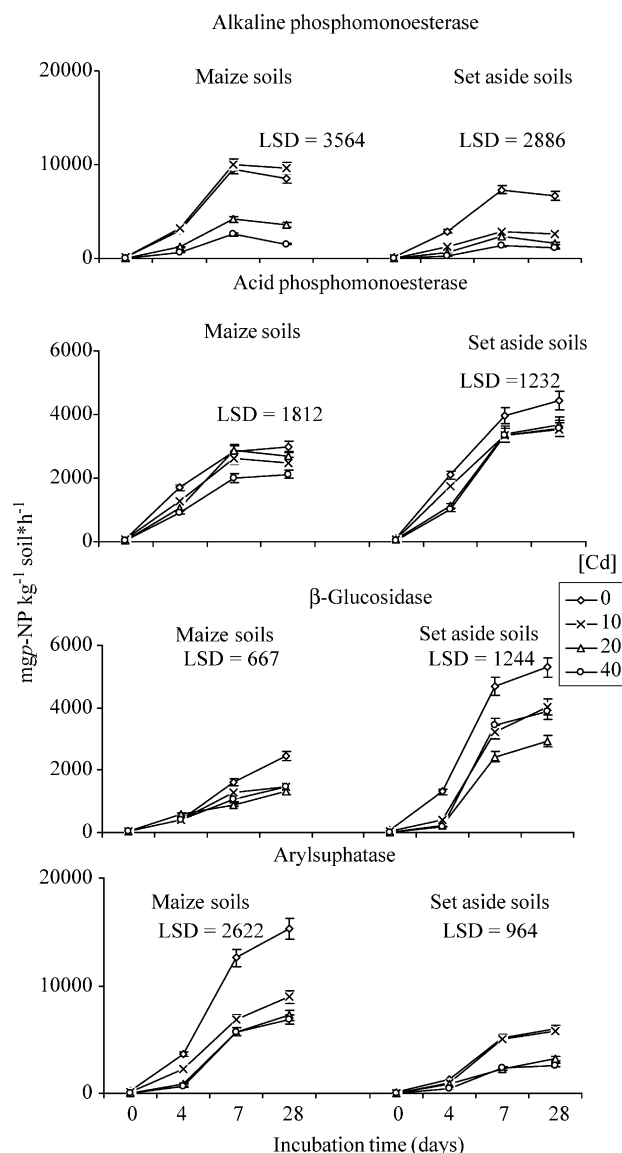 Alkaline phosphomonoesterase
20000
Maize soils
Set aside soils
LSD = 3564
LSD = 2886
10000
0
Acid phosphomonoesterase
6000
Maize soils
Set aside soils
LSD =1232
4000
LSD = 1812
2000
0
mgp-NP kg-1 soil*h-1
[Cd]
0
10
20
40
β-Glucosidase
6000
Maize soils
Set aside soils
LSD = 667
LSD = 1244
4000
2000
0
Arylsuphatase
20000
Maize soils
Set aside soils
LSD = 2622
LSD = 964
10000
0
0 4 7 28 0 4 7 28
Incubation time (days)